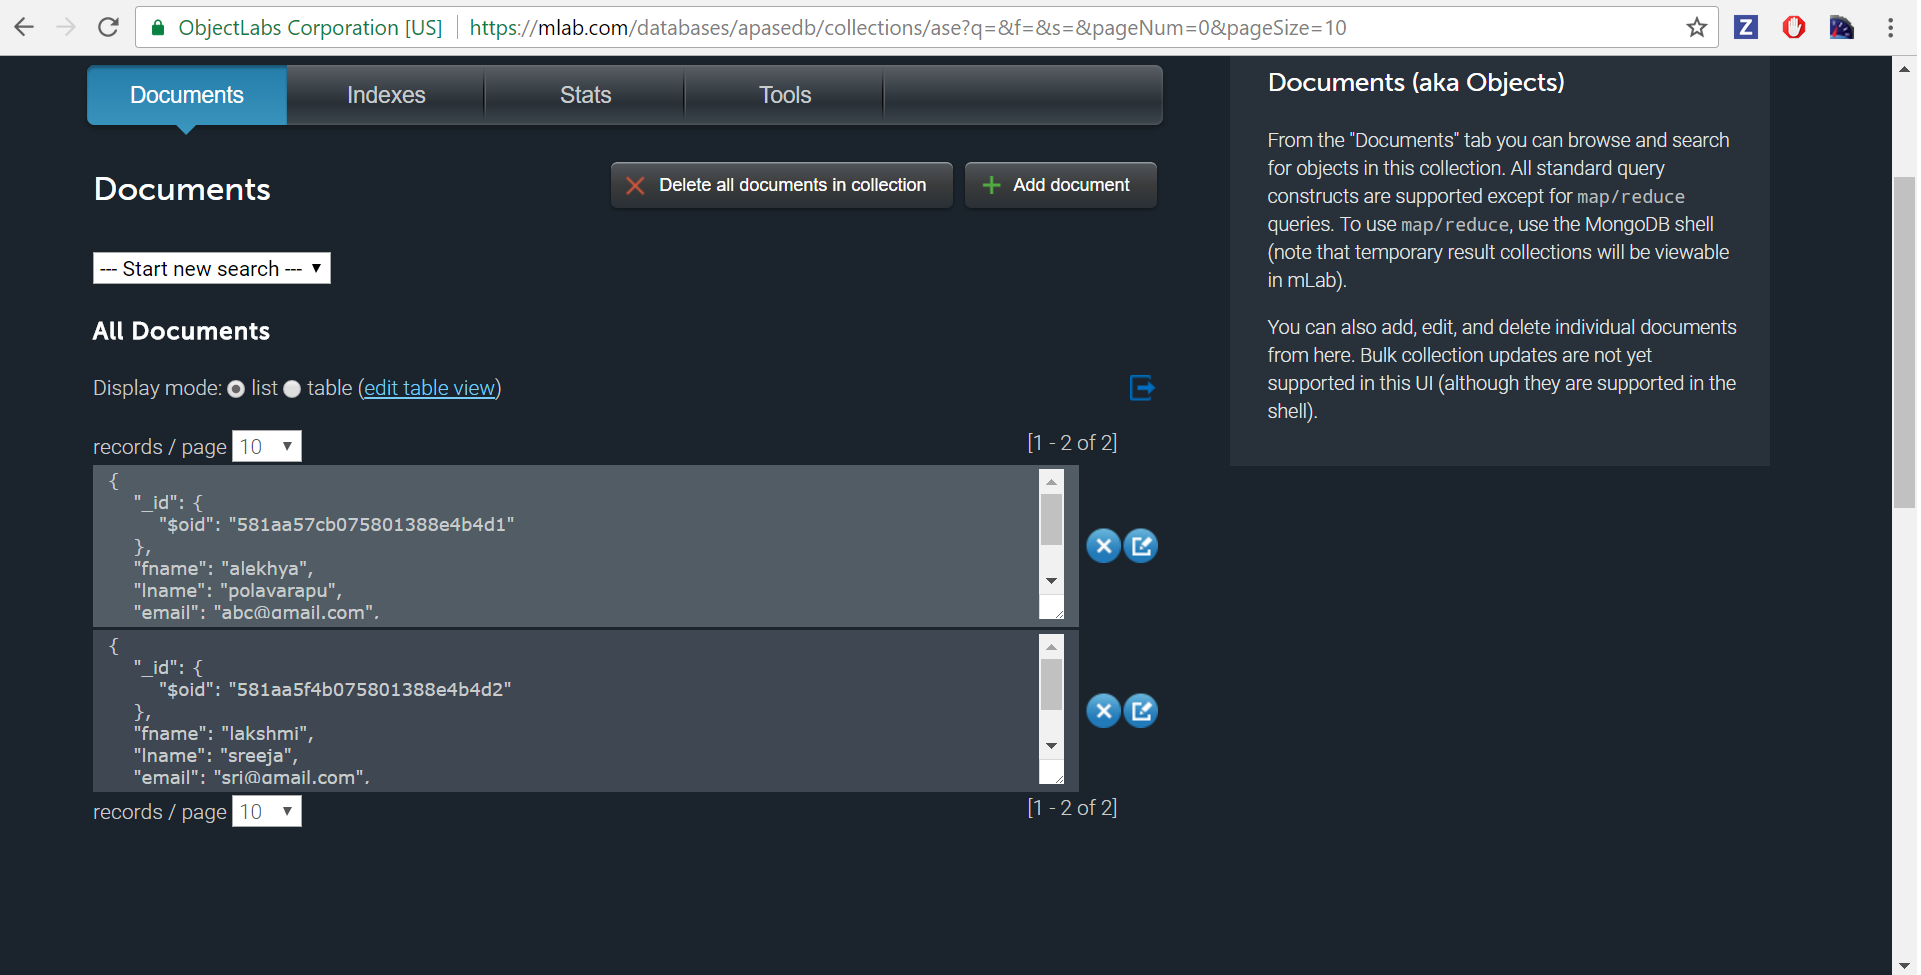 ObjectLabs Corporation [US] https://mlab.com/databases/apasedb/collections/ase?q=&f=&s=&pageNum=0&pageSize=10
Z
Documents Indexes Stats Tools
Documents
Delete all documents in collection
Add document
--- Start new search ---
All Documents
Display mode: list table (edit table view)
records / page 10
[1 - 2 of 2]
{
"_id": {
"$oid": "581aa57cb075801388e4b4d1"
},
"fname": "alekhya",
"lname": "polavarapu",
"email": "abc@gmail.com",
{
"_id": {
"$oid": "581aa5f4b075801388e4b4d2"
},
"fname": "lakshmi",
"lname": "sreeja",
"email": "sri@gmail.com",
records / page 10
[1 - 2 of 2]
Documents (aka Objects)
From the "Documents" tab you can browse and search
for objects in this collection. All standard query
constructs are supported except for map/reduce
queries. To use map/reduce, use the MongoDB shell
(note that temporary result collections will be viewable
in mLab).
You can also add, edit, and delete individual documents
from here. Bulk collection updates are not yet
supported in this UI (although they are supported in the
shell).